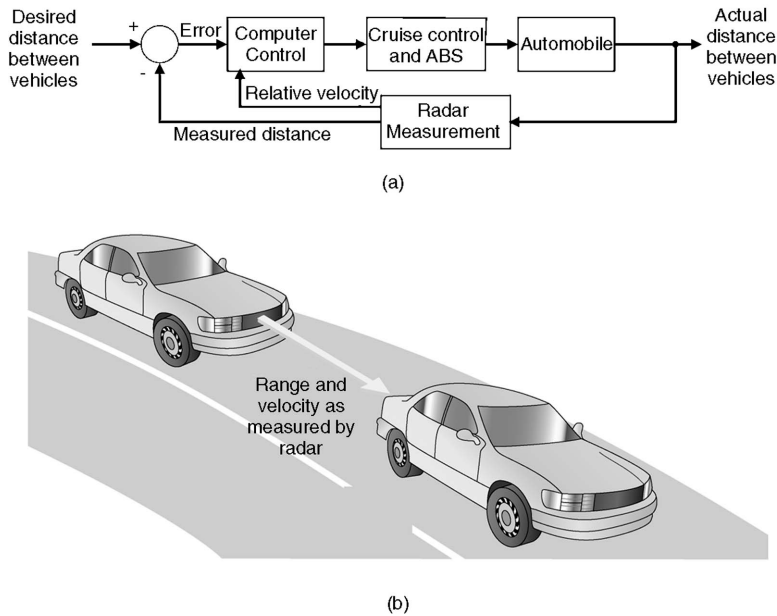 Desired
distance
between
vehicles
+
-
Error
Computer
Control
Cruise control
and ABS
Automobile
Actual
distance
between
vehicles
Relative velocity
Measured distance
Radar
Measurement
(a)
Range and
velocity as
measured by
radar
(b)